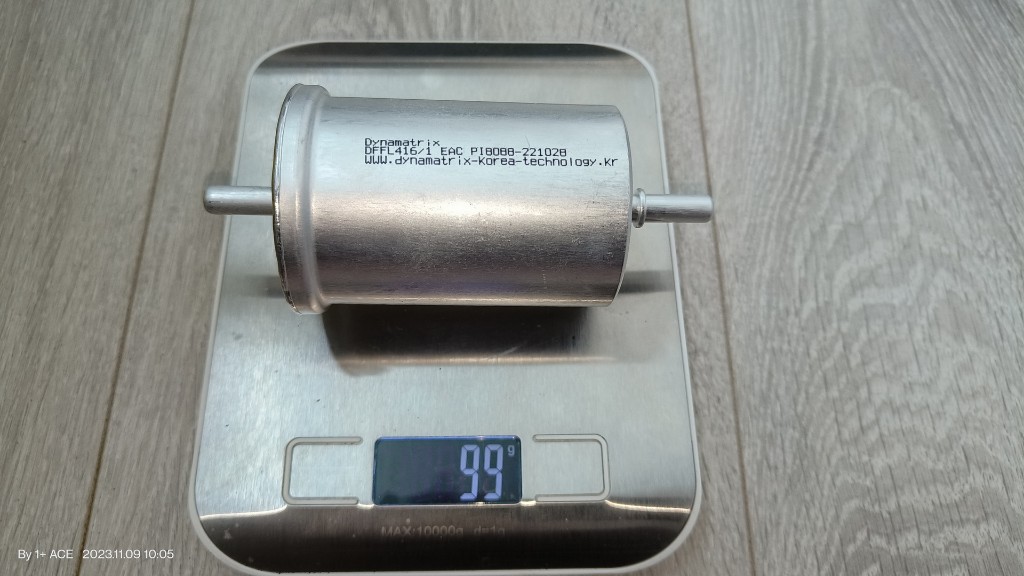 Dynamatrix
DFFL416/1 EAC PI8088-221028
WWW.dynamatrix-Korea-technology.kr
99 g
MAX:10000g d=1g
By 1+ ACE 2023.11.09 10:05